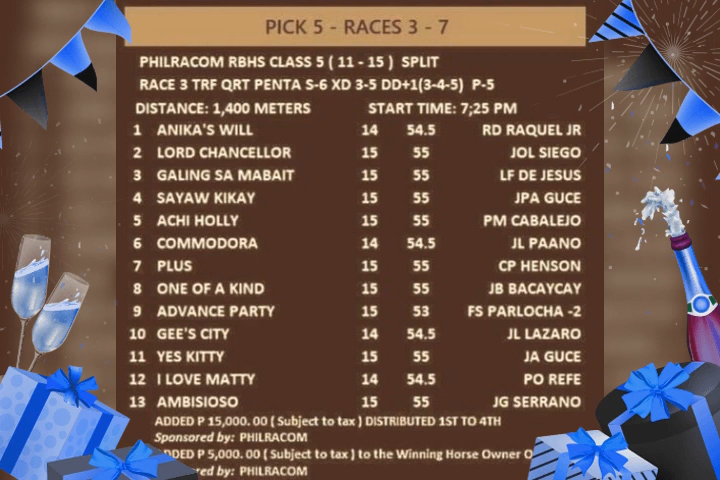 PICK 5 - RACES 3 - 7
PHILRACOM RBHS CLASS 5 ( 11 - 15 ) SPLIT
RACE 3 TRF QRT PENTA S-6 XD 3-5 DD+1(3-4-5) P-5
DISTANCE: 1,400 METERS START TIME: 7;25 PM
1 ANIKA'S WILL 14 54.5 RD RAQUEL JR
2 LORD CHANCELLOR 15 55 JOL SIEGO
3 GALING SA MABAIT 15 55 LF DE JESUS
4 SAYAW KIKAY 15 55 JPA GUCE
5 ACHI HOLLY 15 55 PM CABALEJO
6 COMMODORA 14 54.5 JL PAANO
7 PLUS 15 55 CP HENSON
8 ONE OF A KIND 15 55 JB BACAYCAY
9 ADVANCE PARTY 15 53 FS PARLOCHA -2
10 GEE'S CITY 14 54.5 JL LAZARO
11 YES KITTY 15 55 JA GUCE
12 I LOVE MATTY 14 54.5 PO REFE
13 AMBISIOSO 15 55 JG SERRANO
ADDED P 15,000. 00 ( Subject to tax ) DISTRIBUTED 1ST TO 4TH
Sponsored by: PHILRACOM
P 5,000. 00 ( Subject to tax ) to the Winning Horse Owner
by: PHILRACOM